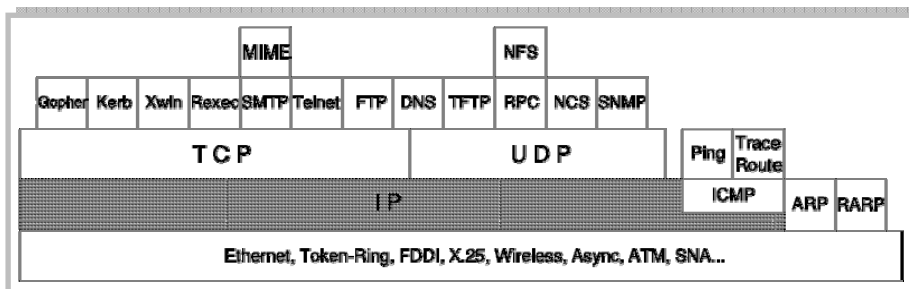 MIME NFS
Gopher Kerb Xwin Rexec SMTP Telnet FTP DNS TFTP RPC NCS SNMP
TCP UDP Ping Trace
Route
IP ICMP
ARP RARP
Ethernet, Token-Ring, FDDI, X.25, Wireless, Async, ATM, SNA...